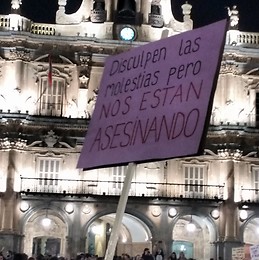 Disculpen las
molestias pero
NOS ESTAN
ASESINANDO